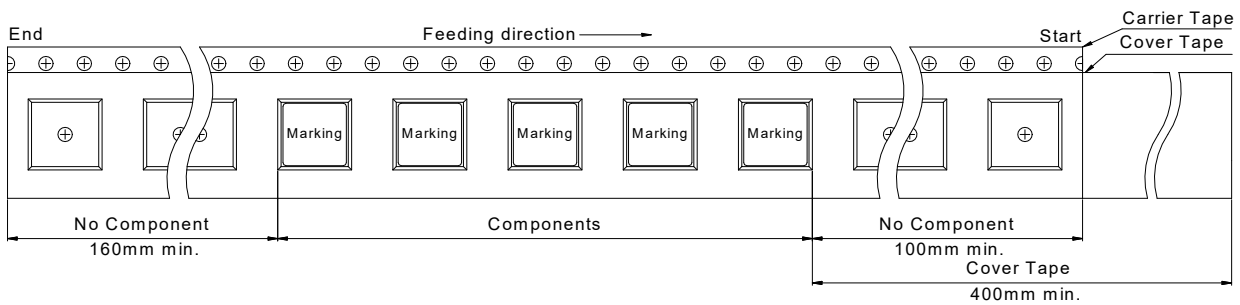 Carrier Tape
End
Feeding direction
Start
Cover Tape
Marking
Marking
Marking
Marking
Marking
No Component
160mm min.
Components
No Component
100mm min.
Cover Tape
400mm min.